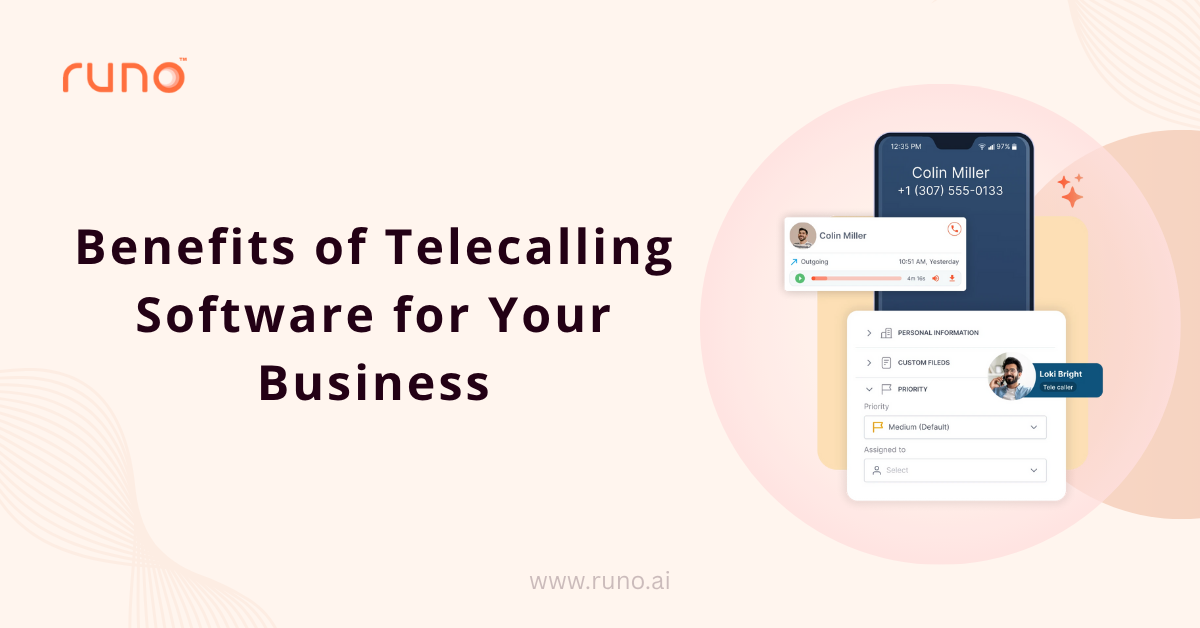 runo™
Benefits of Telecalling
Software for Your
Business
12:35 PM
97%
Colin Miller
+1 (307) 555-0133
Colin Miller
Outgoing
10:51 AM, Yesterday
4m 16s
PERSONAL INFORMATION
CUSTOM FILEDS
PRIORITY
Loki Bright
Tele caller
Priority
Medium (Default)
Assigned to
Select
www.runo.ai